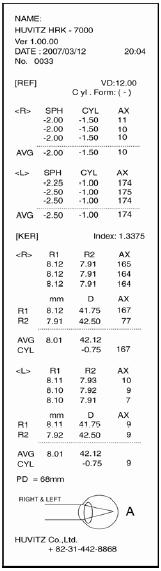 NAME:
HUVITZ HRK - 7000
Ver 1.00.00
DATE : 2007/03/12 20:04
No. 0033
[REF] VD:12.00
Cyl . Form: ( - )
<R> SPH CYL AX
-2.00 -1.50 11
-2.00 -1.50 10
-2.00 -1.50 10
AVG -2.00 -1.50 10
<L> SPH CYL AX
-2.25 -1.00 174
-2.50 -1.00 175
-2.50 -1.00 174
AVG -2.50 -1.00 174
[KER] Index: 1.3375
<R> R1 R2 AX
8.12 7.91 165
8.12 7.91 164
8.12 7.91 164
mm D AX
R1 8.12 41.75 167
R2 7.91 42.50 77
AVG 8.01 42.12
CYL -0.75 167
<L> R1 R2 AX
8.11 7.93 10
8.10 7.92 9
8.10 7.91 7
mm D AX
R1 8.11 41.75 9
R2 7.92 42.50 9
AVG 8.01 42.12
CYL -0.75 9
PD = 68mm
RIGHT & LEFT
A
HUVITZ Co.,Ltd.
+ 82-31-442-8868